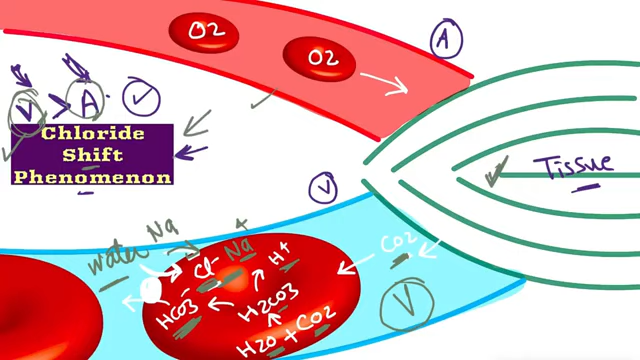 O2
O2
A
V > A
Chloride
Shift
Phenomenon
Tissue
V
water Na
Cl- Na+
H+
CO2
HCO3-
H2CO3
H2O + CO2
V